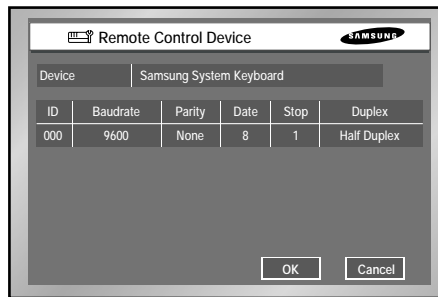 Remote Control Device SAMSUNG
Device Samsung System Keyboard
ID Baudrate Parity Date Stop Duplex
000 9600 None 8 1 Half Duplex
OK Cancel